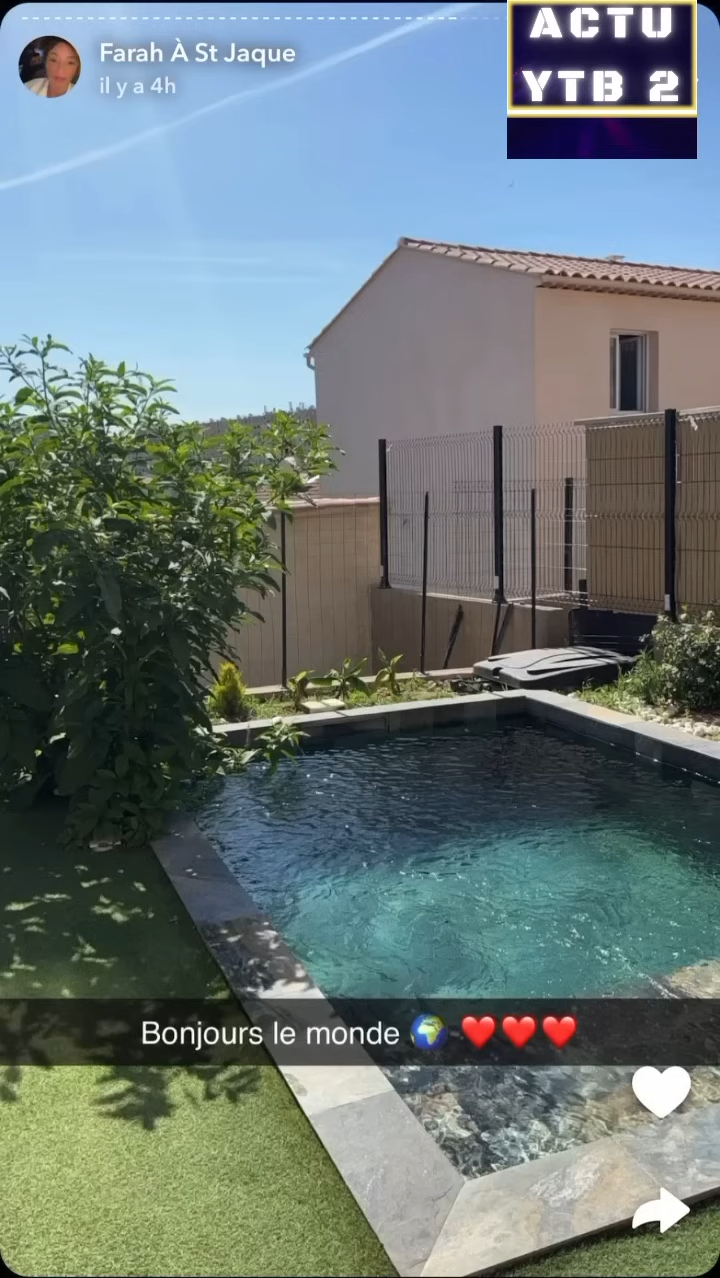 Farah À St Jaque
il y a 4h
ACTU
YTB 2
Bonjours le monde 🌍 ❤️❤️❤️